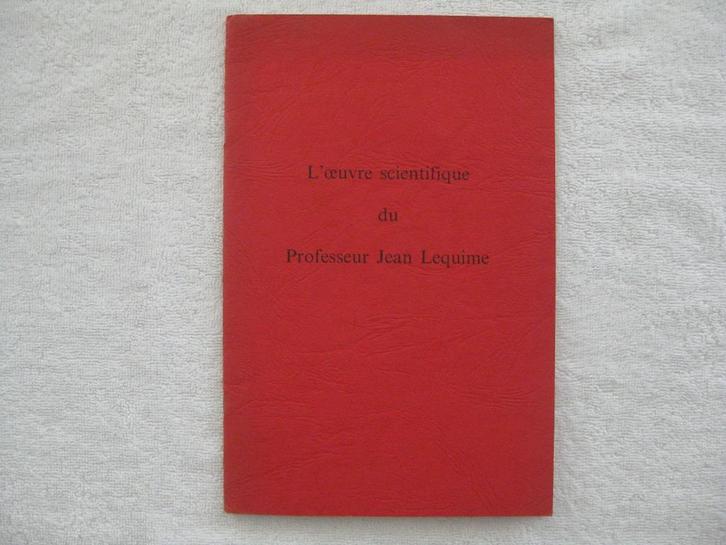 L'œuvre scientifique
du
Professeur Jean Lequime